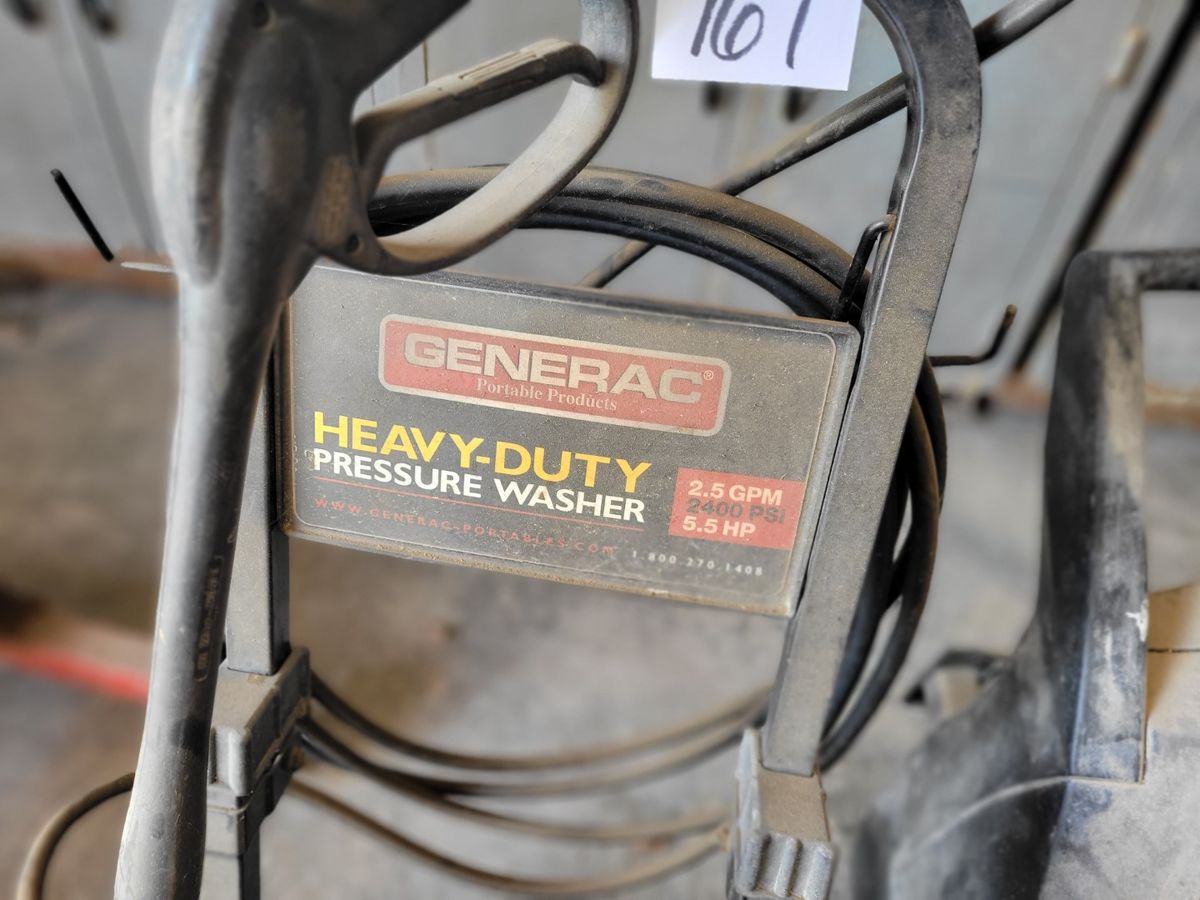 161
GENERAC®
Portable Products
HEAVY-DUTY
PRESSURE WASHER
2.5 GPM
2400 PSI
5.5 HP
WWW.GENERAC-PORTABLES.COM 1.800.270.1408